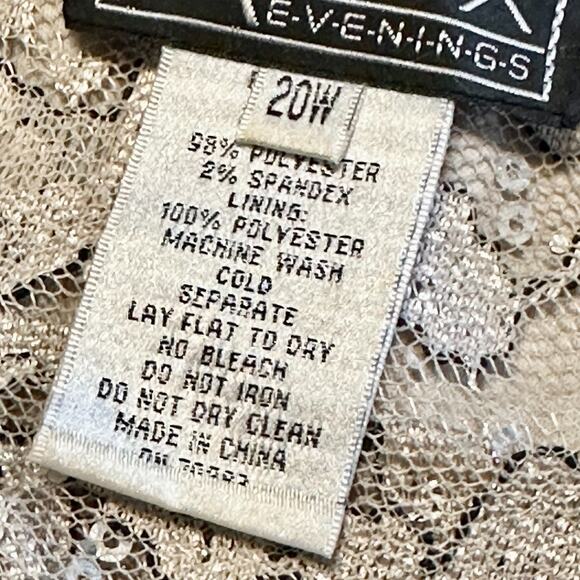 E-V-E-N-I-N-G-S
20W
98% POLYESTER
2% SPANDEX
LINING:
100% POLYESTER
MACHINE WASH
COLD
SEPARATE
LAY FLAT TO DRY
NO BLEACH
DO NOT IRON
DO NOT DRY CLEAN
MADE IN CHINA